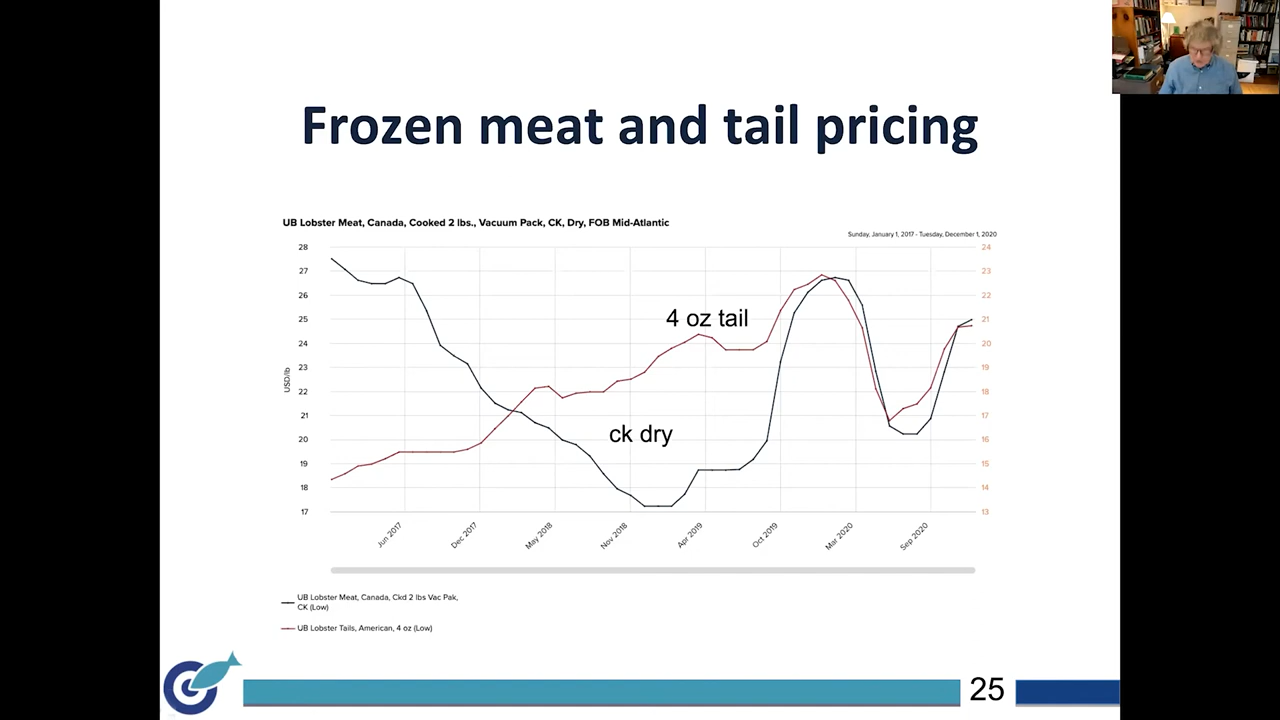 Frozen meat and tail pricing
UB Lobster Meat, Canada, Cooked 2 lbs., Vacuum Pack, CK, Dry, FOB Mid-Atlantic
Sunday, January 1, 2017 - Tuesday, December 1, 2020
28 24
27 23
26 22
25 21
24 20
23 19
22 18
21 17
20 16
19 15
18 14
17 13
USD/lb
4 oz tail
ck dry
Jun 2017 Dec 2017 May 2018 Nov 2018 Apr 2019 Oct 2019 Mar 2020 Sep 2020
UB Lobster Meat, Canada, Ckd 2 lbs Vac Pak,
CK (Low)
UB Lobster Tails, American, 4 oz (Low)
25